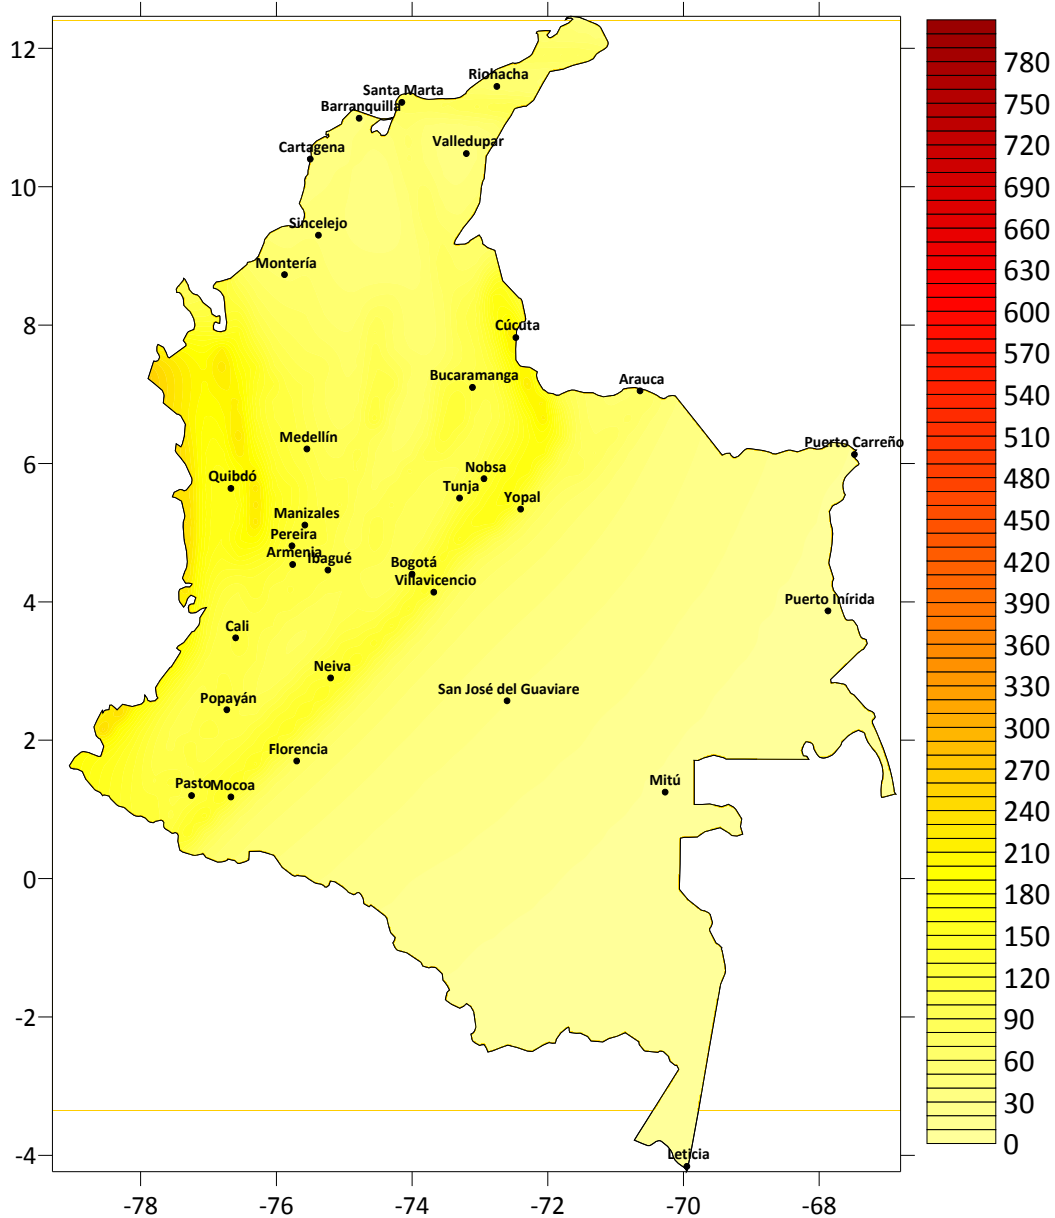 12
10
8
6
4
2
0
-2
-4
-78
-76
-74
-72
-70
-68
Riohacha
Santa Marta
Barranquilla
Valledupar
Cartagena
Sincelejo
Montería
Cúcuta
Bucaramanga
Arauca
Medellín
Puerto Carreño
Nobsa
Quibdó
Tunja
Yopal
Manizales
Pereira
Armenia
Ibagué
Bogotá
Villavicencio
Puerto Inírida
Cali
Neiva
San José del Guaviare
Popayán
Florencia
Mitú
Pasto
Mocoa
Leticia
780
750
720
690
660
630
600
570
540
510
480
450
420
390
360
330
300
270
240
210
180
150
120
90
60
30
0